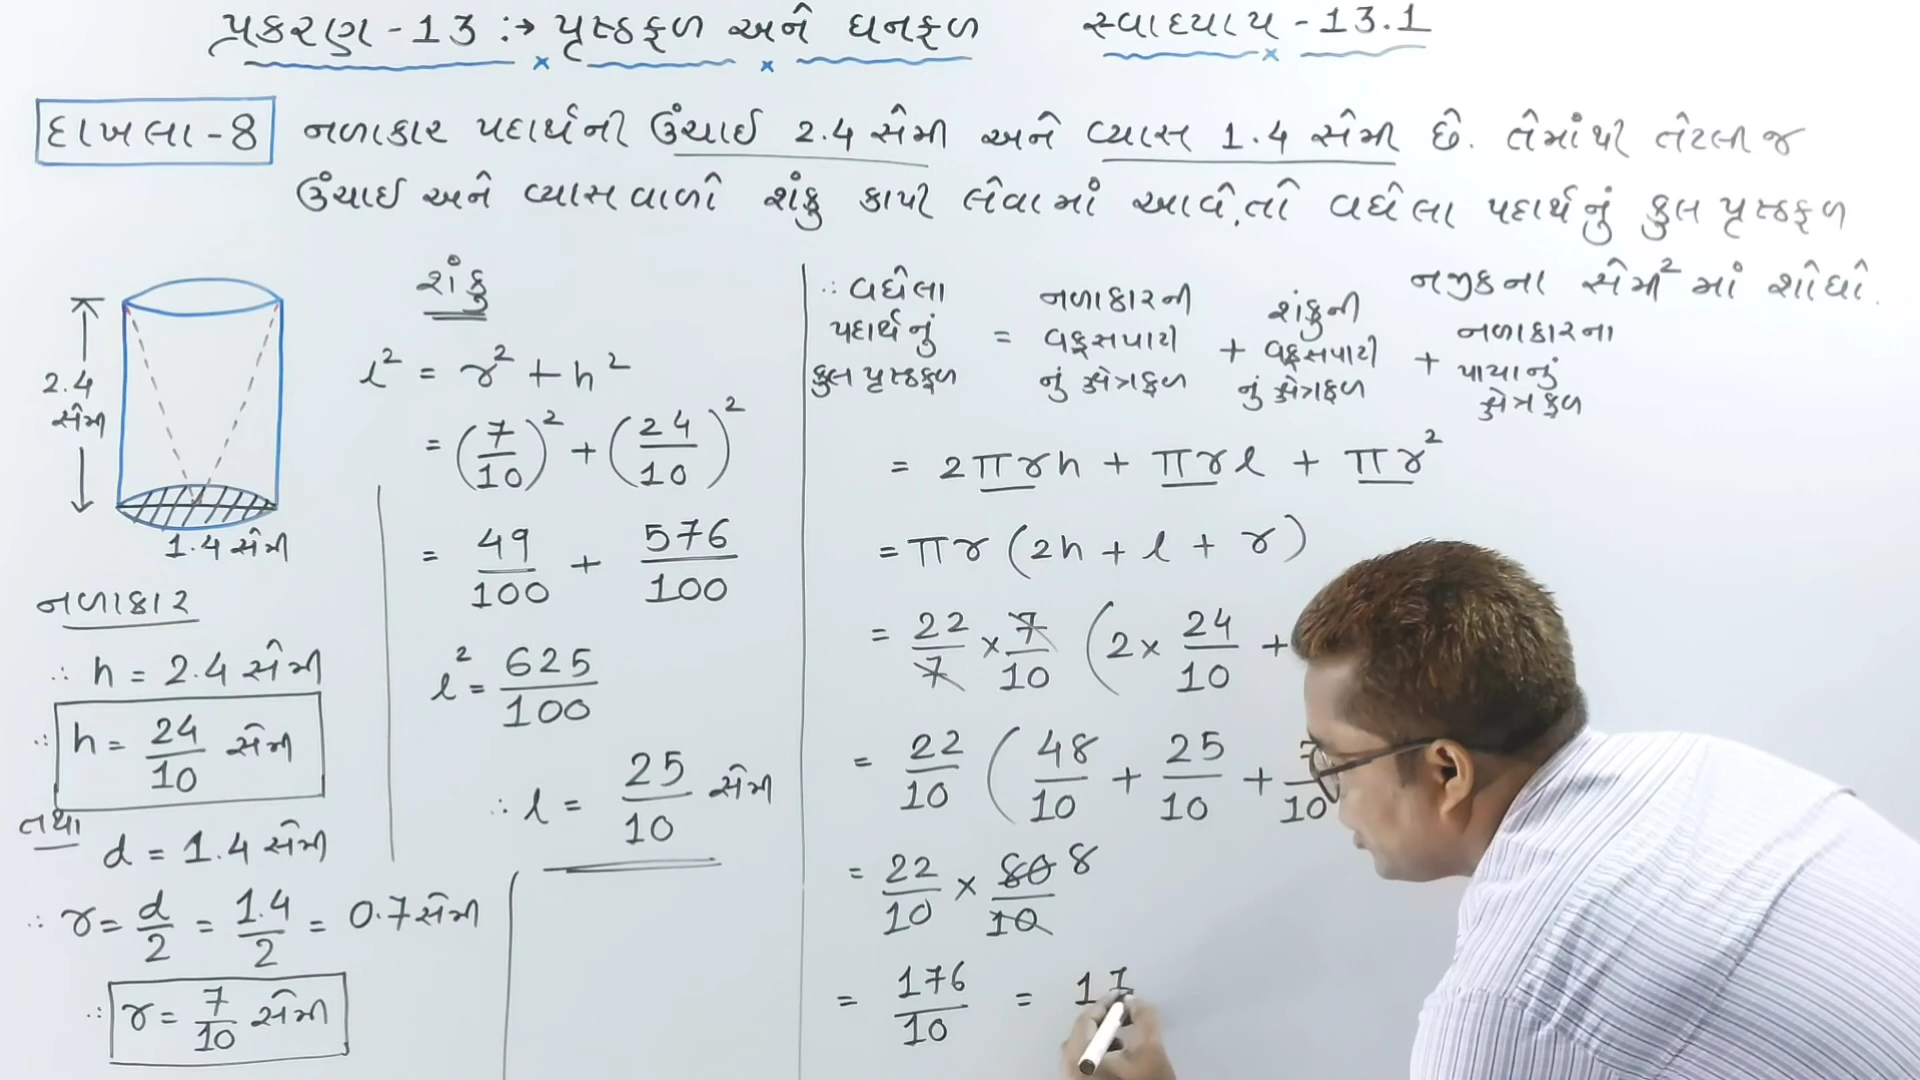 પ્રકરણ - 13 :→ પૃષ્ઠફળ અને ઘનફળ સ્વાધ્યાય - 13.1
દાખલા - 8 નળાકાર પદાર્થની ઉંચાઈ 2.4 સેમી અને વ્યાસ 1.4 સેમી છે. તેમાંથી તેટલી જ
ઉંચાઈ અને વ્યાસવાળો શંકુ કાપી લેવામાં આવે, તો વધેલા પદાર્થનું કુલ પૃષ્ઠફળ
નજીકના સેમી² માં શોધો.
2.4
સેમી
1.4 સેમી
નળાકાર
∴ h = 2.4 સેમી
∴ h = 24/10 સેમી
તથા
d = 1.4 સેમી
∴ r = d/2 = 1.4/2 = 0.7 સેમી
∴ r = 7/10 સેમી
શંકુ
l² = r² + h²
= (7/10)² + (24/10)²
= 49/100 + 576/100
l² = 625/100
∴ l = 25/10 સેમી
∴ વધેલા
પદાર્થનું
કુલ પૃષ્ઠફળ
=
નળાકારની
વક્રસપાટી
નું ક્ષેત્રફળ
+
શંકુની
વક્રસપાટી
નું ક્ષેત્રફળ
+
નળાકારના
પાયાનું
ક્ષેત્રફળ
= 2πrh + πrl + πr²
= πr (2h + l + r)
= 22/7 × 7/10 (2 × 24/10 +
= 22/10 (48/10 + 25/10 + 7/10
= 22/10 × 80/10 8
= 176/10 = 17